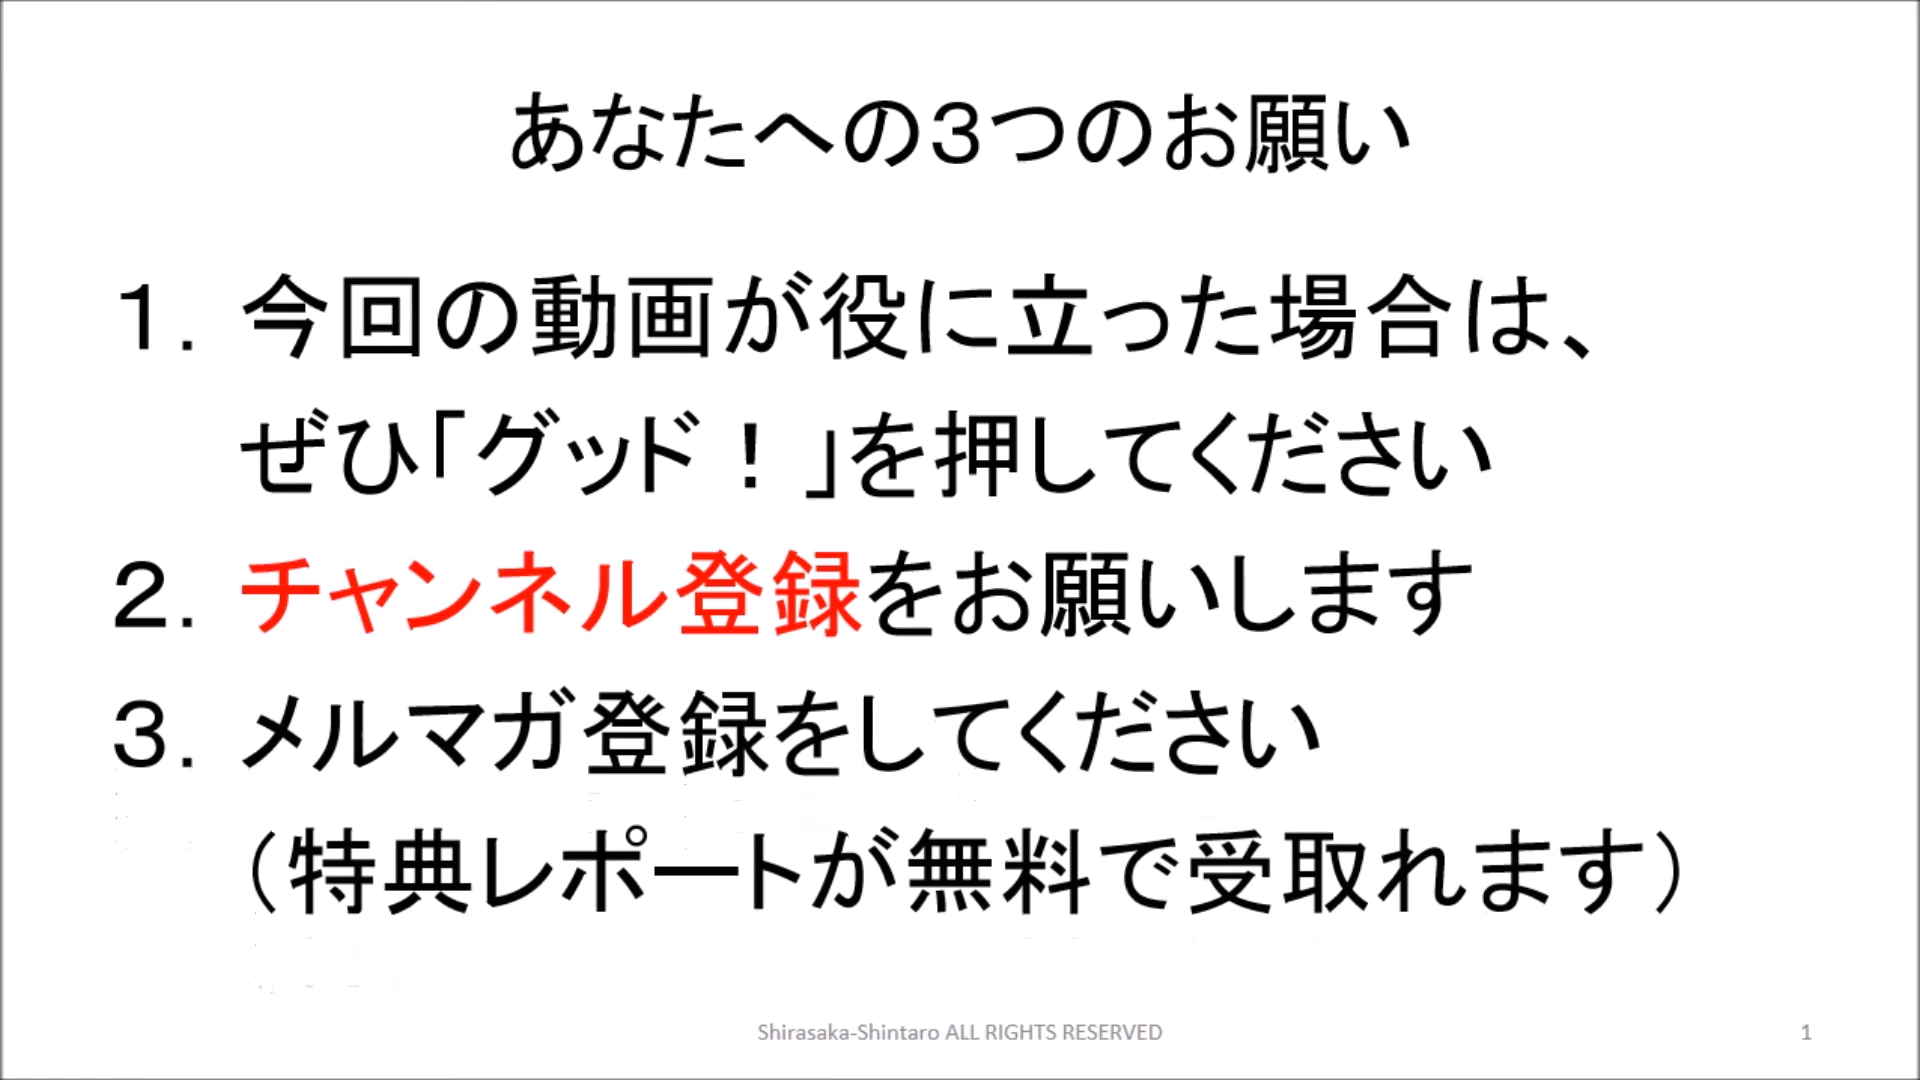 あなたへの３つのお願い
１．今回の動画が役に立った場合は、
ぜひ「グッド！」を押してください
２．チャンネル登録をお願いします
３．メルマガ登録をしてください
（特典レポートが無料で受取れます）
Shirasaka-Shintaro ALL RIGHTS RESERVED
1